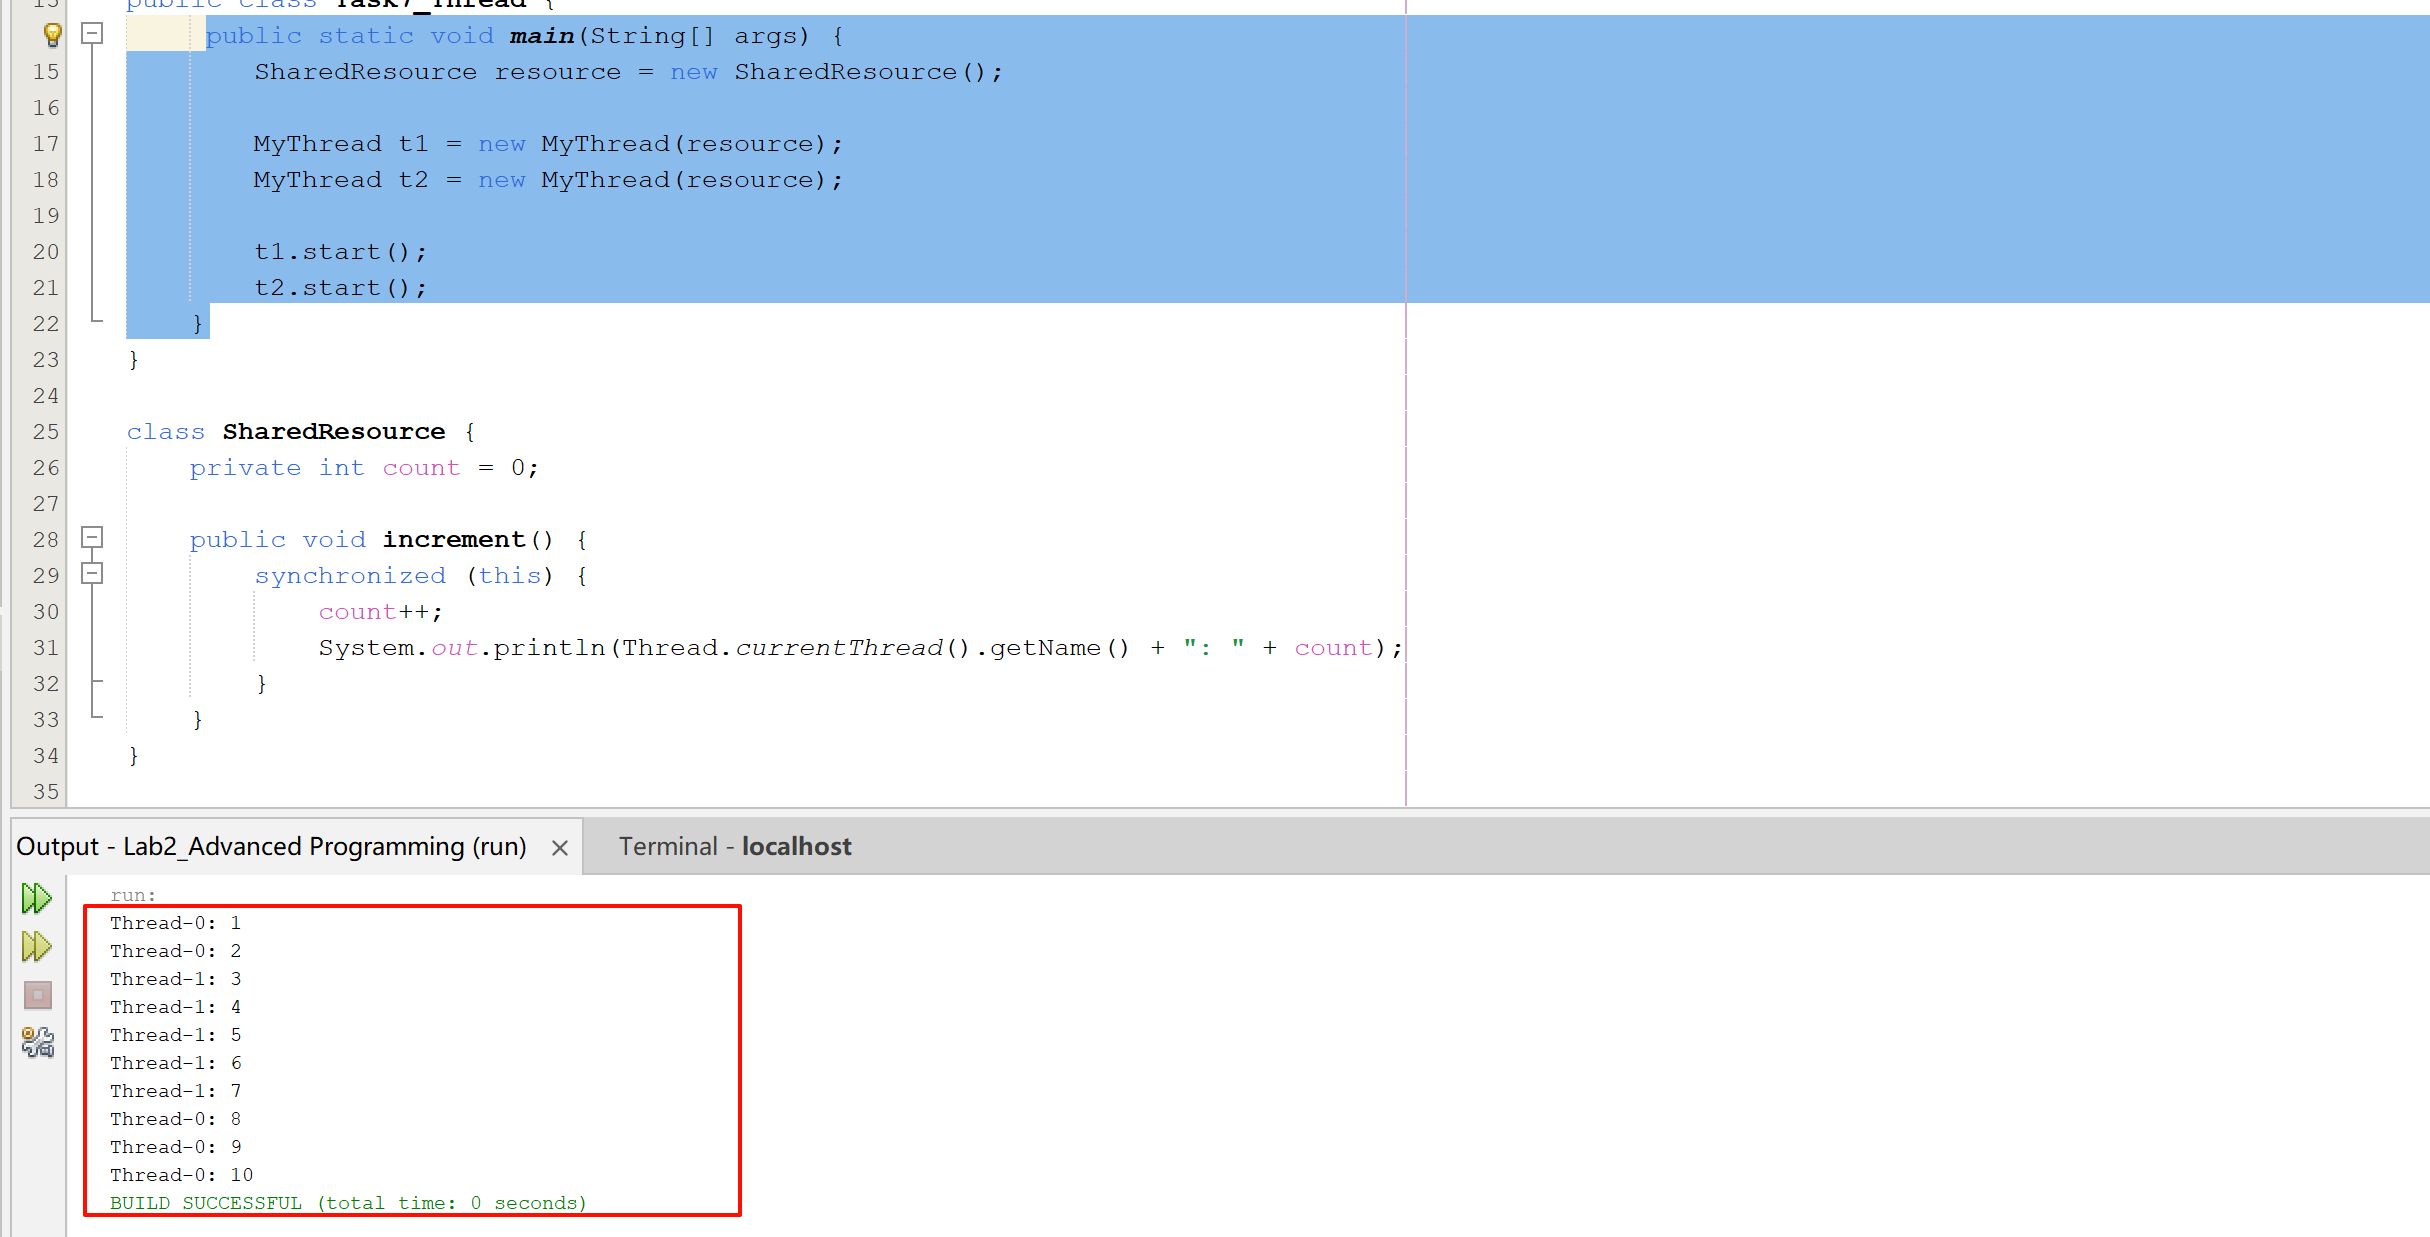 13 public class Task7_Thread {
public static void main(String[] args) {
15 SharedResource resource = new SharedResource();
16
17 MyThread t1 = new MyThread(resource);
18 MyThread t2 = new MyThread(resource);
19
20 t1.start();
21 t2.start();
22 }
23 }
24
25 class SharedResource {
26 private int count = 0;
27
28 public void increment() {
29 synchronized (this) {
30 count++;
31 System.out.println(Thread.currentThread().getName() + ": " + count);
32 }
33 }
34 }
35
Output - Lab2_Advanced Programming (run) × Terminal - localhost
run:
Thread-0: 1
Thread-0: 2
Thread-1: 3
Thread-1: 4
Thread-1: 5
Thread-1: 6
Thread-1: 7
Thread-0: 8
Thread-0: 9
Thread-0: 10
BUILD SUCCESSFUL (total time: 0 seconds)